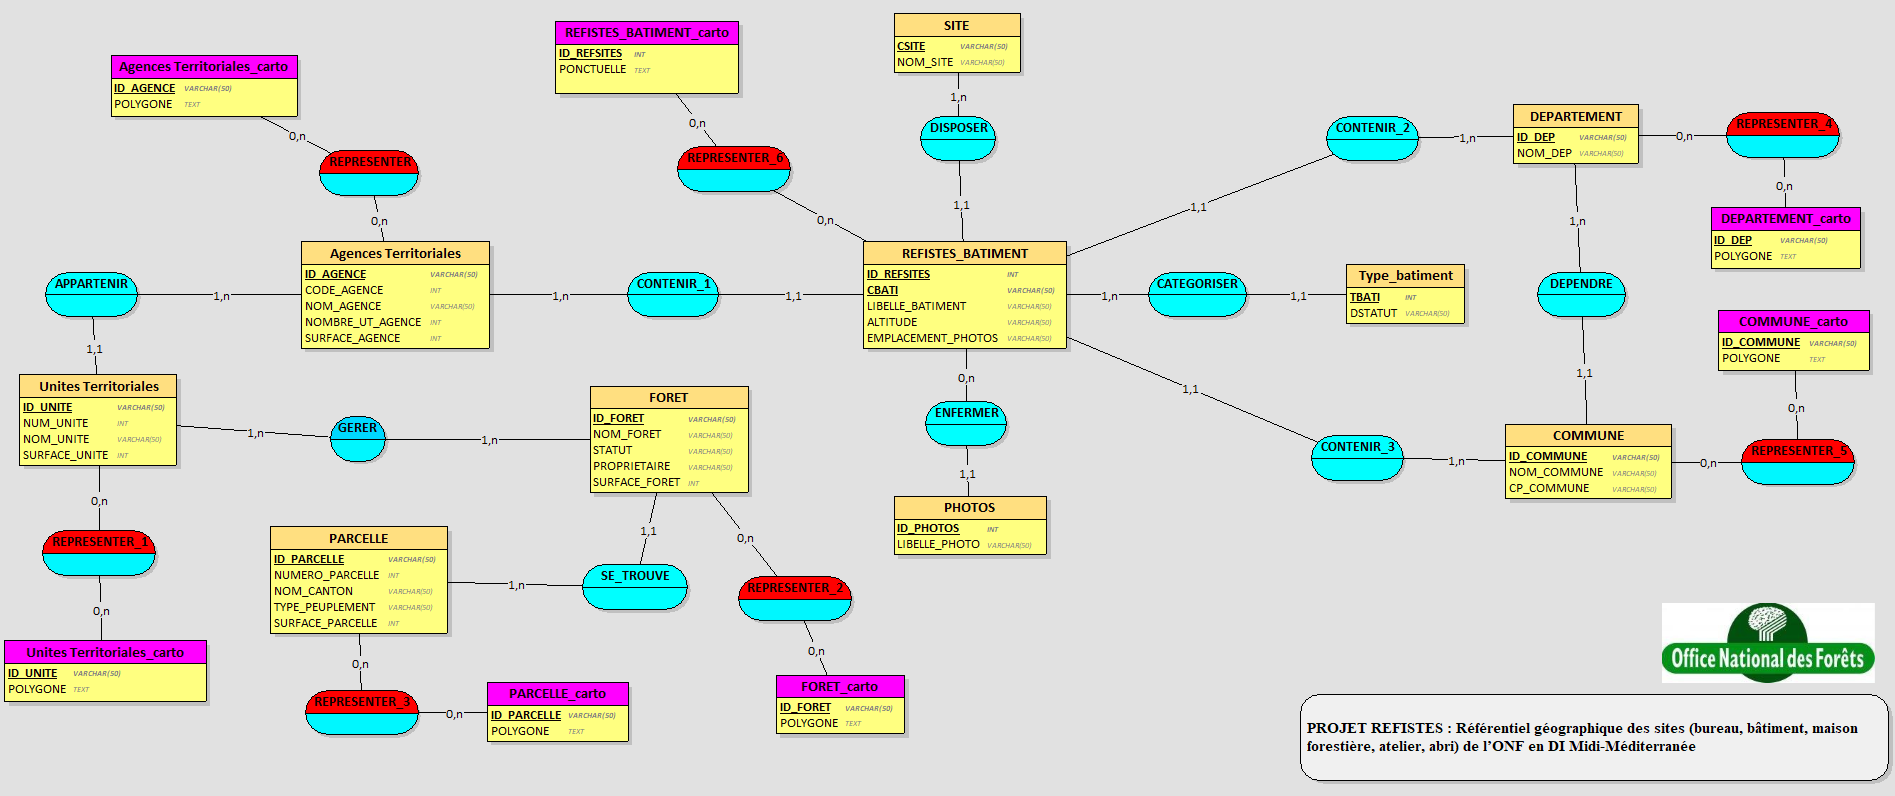 SITE
CSITE VARCHAR(50)
NOM_SITE VARCHAR(50)
1,n
DISPOSER
1,1
REFISTES_BATIMENT_carto
ID_REFSITES INT
PONCTUELLE TEXT
0,n
REPRESENTER_6
0,n
Agences Territoriales_carto
ID_AGENCE VARCHAR(50)
POLYGONE TEXT
0,n
REPRESENTER
0,n
Agences Territoriales
ID_AGENCE VARCHAR(50)
CODE_AGENCE INT
NOM_AGENCE VARCHAR(50)
NOMBRE_UT_AGENCE INT
SURFACE_AGENCE INT
1,n
CONTENIR_1
1,1
REFISTES_BATIMENT
ID_REFSITES INT
CBATI VARCHAR(50)
LIBELLE_BATIMENT VARCHAR(50)
ALTITUDE VARCHAR(50)
EMPLACEMENT_PHOTOS VARCHAR(50)
1,1
CONTENIR_2
1,n
DEPARTEMENT
ID_DEP VARCHAR(50)
NOM_DEP VARCHAR(50)
0,n
REPRESENTER_4
0,n
DEPARTEMENT_carto
ID_DEP VARCHAR(50)
POLYGONE TEXT
1,n
CATEGORISER
1,1
Type_batiment
TBATI INT
DSTATUT VARCHAR(50)
1,n
DEPENDRE
1,1
COMMUNE_carto
ID_COMMUNE VARCHAR(50)
POLYGONE TEXT
0,n
REPRESENTER_5
0,n
COMMUNE
ID_COMMUNE VARCHAR(50)
NOM_COMMUNE VARCHAR(50)
CP_COMMUNE VARCHAR(50)
1,1
CONTENIR_3
1,n
0,n
ENFERMER
1,1
PHOTOS
ID_PHOTOS INT
LIBELLE_PHOTO VARCHAR(50)
APPARTENIR
1,n
1,1
Unites Territoriales
ID_UNITE VARCHAR(50)
NUM_UNITE INT
NOM_UNITE VARCHAR(50)
SURFACE_UNITE INT
1,n
GERER
1,n
FORET
ID_FORET VARCHAR(50)
NOM_FORET VARCHAR(50)
STATUT VARCHAR(50)
PROPRIETAIRE VARCHAR(50)
SURFACE_FORET INT
0,n
REPRESENTER_1
0,n
Unites Territoriales_carto
ID_UNITE VARCHAR(50)
POLYGONE TEXT
PARCELLE
ID_PARCELLE VARCHAR(50)
NUMERO_PARCELLE INT
NOM_CANTON VARCHAR(50)
TYPE_PEUPLEMENT VARCHAR(50)
SURFACE_PARCELLE INT
1,n
SE_TROUVE
1,1
0,n
REPRESENTER_2
0,n
FORET_carto
ID_FORET VARCHAR(50)
POLYGONE TEXT
0,n
REPRESENTER_3
0,n
PARCELLE_carto
ID_PARCELLE VARCHAR(50)
POLYGONE TEXT
Office National des Forêts
PROJET REFISTES : Référentiel géographique des sites (bureau, bâtiment, maison
forestière, atelier, abri) de l'ONF en DI Midi-Méditerranée